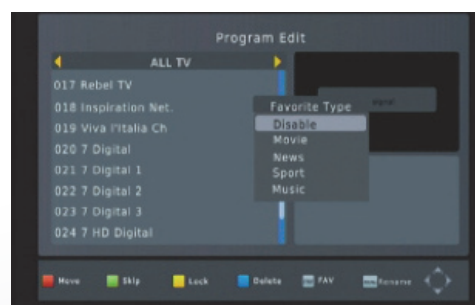 Program Edit
ALL TV
017 Rebel TV
018 Inspiration Net.
019 Viva l'Italia Ch
020 7 Digital
021 7 Digital 1
022 7 Digital 2
023 7 Digital 3
024 7 HD Digital
Favorite Type
Disable
Movie
News
Sport
Music
Move Skip Lock Delete FAV Rename